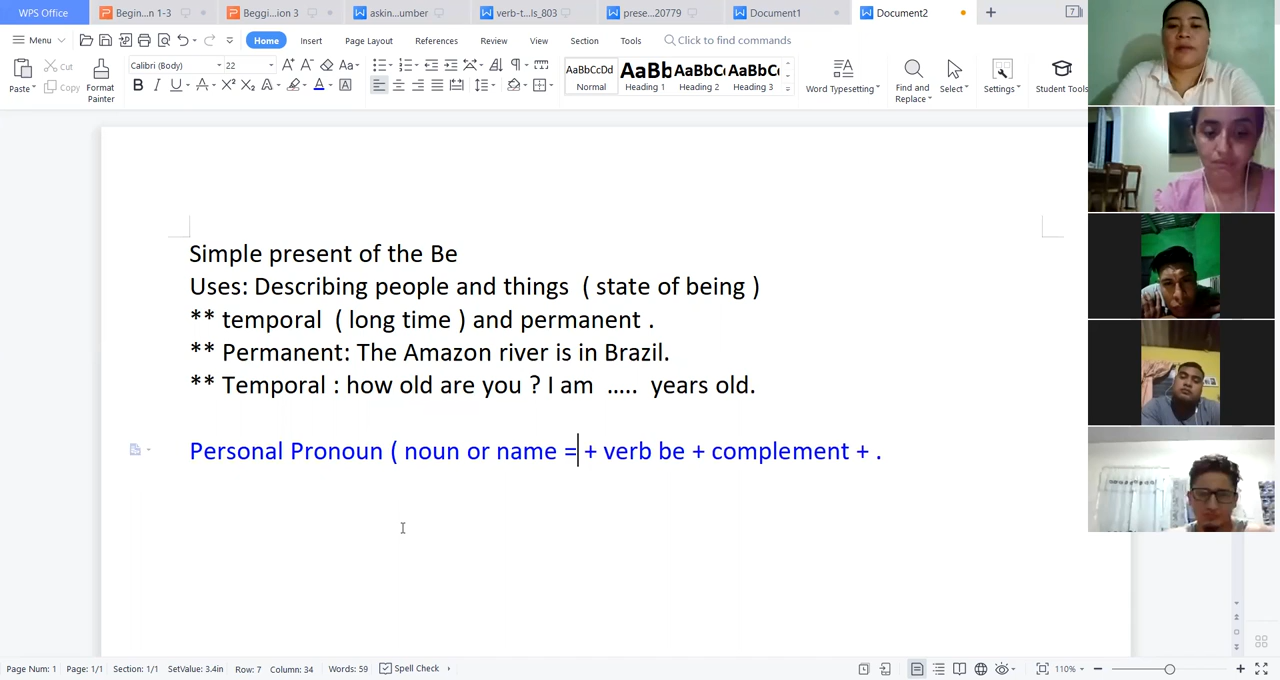 WPS Office
Begin...n 1-3
Beggi...ion 3
askin...umber
verb-t...ls_803
prese...20779
Document1
Document2
7
Menu
Home
Insert
Page Layout
References
Review
View
Section
Tools
Click to find commands
Paste
Cut
Copy
Format Painter
Calibri (Body)
22
AaBbCcDd
Normal
AaBb
Heading 1
AaBbC
Heading 2
AaBbC
Heading 3
Word Typesetting
Find and Replace
Select
Settings
Student Tools
Simple present of the Be
Uses: Describing people and things ( state of being )
** temporal ( long time ) and permanent .
** Permanent: The Amazon river is in Brazil.
** Temporal : how old are you ? I am ..... years old.
Personal Pronoun ( noun or name = + verb be + complement + .
Page Num: 1 Page: 1/1 Section: 1/1 SetValue: 3.4in Row: 7 Column: 34 Words: 59 Spell Check 110%